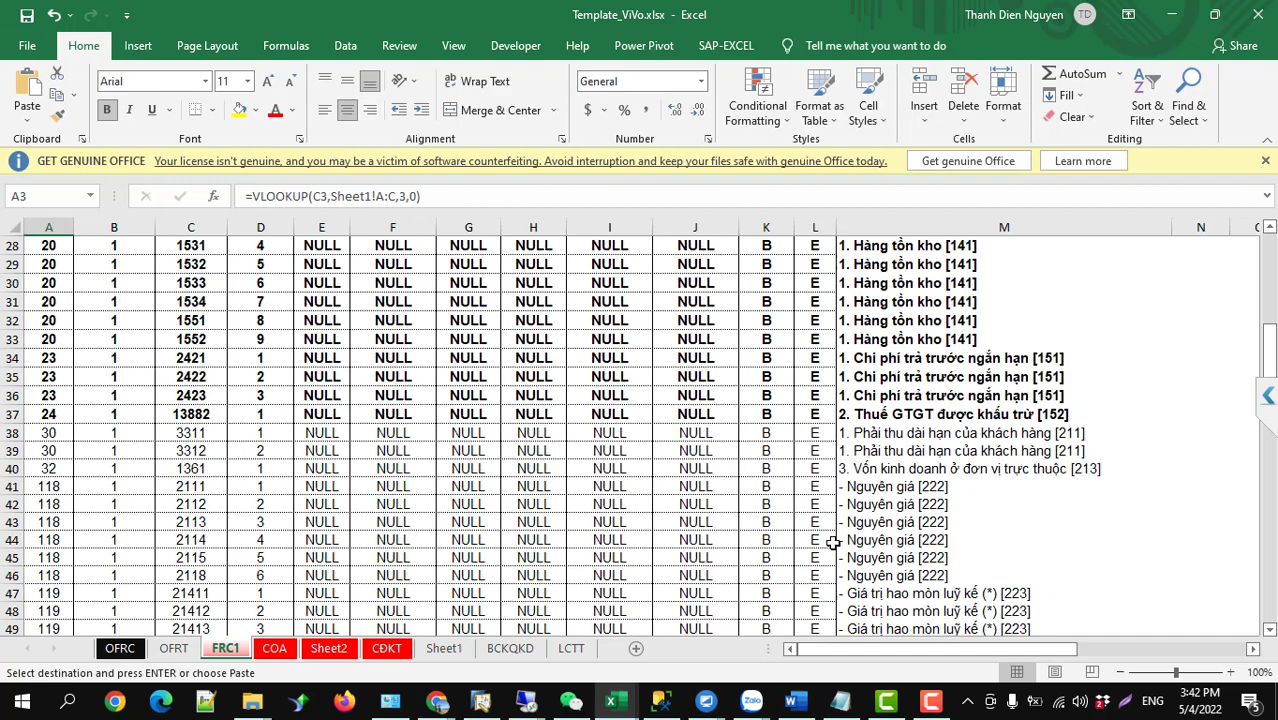 Template_ViVo.xlsx - Excel
Thanh Dien Nguyen TD
File Home Insert Page Layout Formulas Data Review View Developer Help Power Pivot SAP-EXCEL Tell me what you want to do Share
Paste Arial 11 Wrap Text General Conditional Formatting Format as Table Cell Styles Insert Delete Format AutoSum Fill Clear Sort & Filter Find & Select
B I U Merge & Center $ %
Clipboard Font Alignment Number Styles Cells Editing
GET GENUINE OFFICE Your license isn't genuine, and you may be a victim of software counterfeiting. Avoid interruption and keep your files safe with genuine Office today. Get genuine Office Learn more
A3 fx =VLOOKUP(C3,Sheet1!A:C,3,0)
A B C D E F G H I J K L M N
28 20 1 1531 4 NULL NULL NULL NULL NULL NULL B E 1. Hàng tồn kho [141]
29 20 1 1532 5 NULL NULL NULL NULL NULL NULL B E 1. Hàng tồn kho [141]
30 20 1 1533 6 NULL NULL NULL NULL NULL NULL B E 1. Hàng tồn kho [141]
31 20 1 1534 7 NULL NULL NULL NULL NULL NULL B E 1. Hàng tồn kho [141]
32 20 1 1551 8 NULL NULL NULL NULL NULL NULL B E 1. Hàng tồn kho [141]
33 20 1 1552 9 NULL NULL NULL NULL NULL NULL B E 1. Hàng tồn kho [141]
34 23 1 2421 1 NULL NULL NULL NULL NULL NULL B E 1. Chi phí trả trước ngắn hạn [151]
35 23 1 2422 2 NULL NULL NULL NULL NULL NULL B E 1. Chi phí trả trước ngắn hạn [151]
36 23 1 2423 3 NULL NULL NULL NULL NULL NULL B E 1. Chi phí trả trước ngắn hạn [151]
37 24 1 13882 1 NULL NULL NULL NULL NULL NULL B E 2. Thuế GTGT được khấu trừ [152]
38 30 1 3311 1 NULL NULL NULL NULL NULL NULL B E 1. Phải thu dài hạn của khách hàng [211]
39 30 1 3312 2 NULL NULL NULL NULL NULL NULL B E 1. Phải thu dài hạn của khách hàng [211]
40 32 1 1361 1 NULL NULL NULL NULL NULL NULL B E 3. Vốn kinh doanh ở đơn vị trực thuộc [213]
41 118 1 2111 1 NULL NULL NULL NULL NULL NULL B E - Nguyên giá [222]
42 118 1 2112 2 NULL NULL NULL NULL NULL NULL B E - Nguyên giá [222]
43 118 1 2113 3 NULL NULL NULL NULL NULL NULL B E - Nguyên giá [222]
44 118 1 2114 4 NULL NULL NULL NULL NULL NULL B E - Nguyên giá [222]
45 118 1 2115 5 NULL NULL NULL NULL NULL NULL B E - Nguyên giá [222]
46 118 1 2118 6 NULL NULL NULL NULL NULL NULL B E - Nguyên giá [222]
47 119 1 21411 1 NULL NULL NULL NULL NULL NULL B E - Giá trị hao mòn luỹ kế (*) [223]
48 119 1 21412 2 NULL NULL NULL NULL NULL NULL B E - Giá trị hao mòn luỹ kế (*) [223]
49 119 1 21413 3 NULL NULL NULL NULL NULL NULL B E - Giá trị hao mòn luỹ kế (*) [223]
OFRC OFRT FRC1 COA Sheet2 CĐKT Sheet1 BCKQKD LCTT
Select destination and press ENTER or choose Paste 100%
ENG 3:42 PM
5/4/2022 5